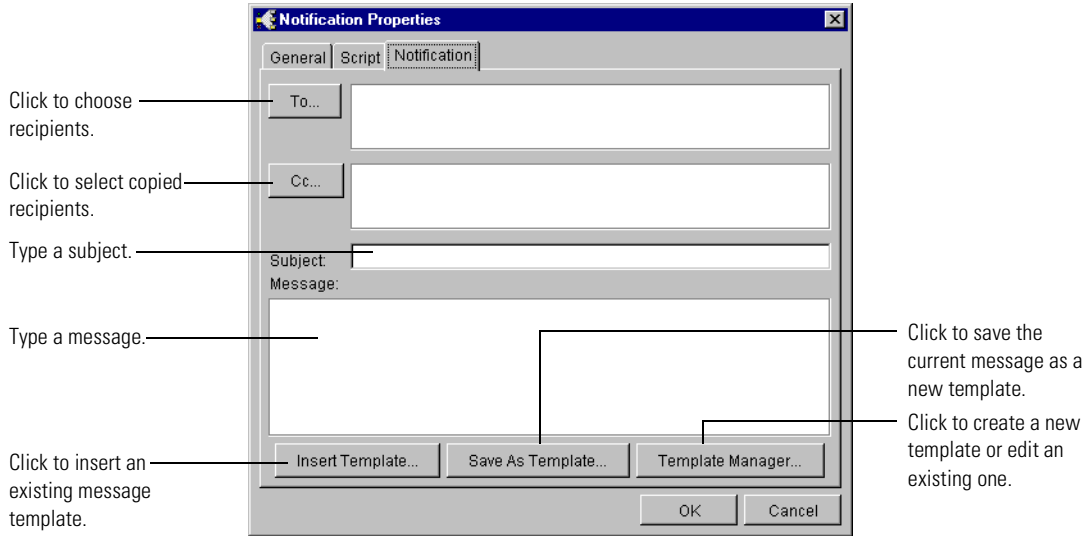 Notification Properties
General Script Notification
Click to choose
recipients.
To...
Click to select copied
recipients.
Cc...
Type a subject.
Subject:
Message:
Type a message.
Click to save the
current message as a
new template.
Click to create a new
template or edit an
existing one.
Click to insert an
existing message
template.
Insert Template... Save As Template... Template Manager...
OK Cancel